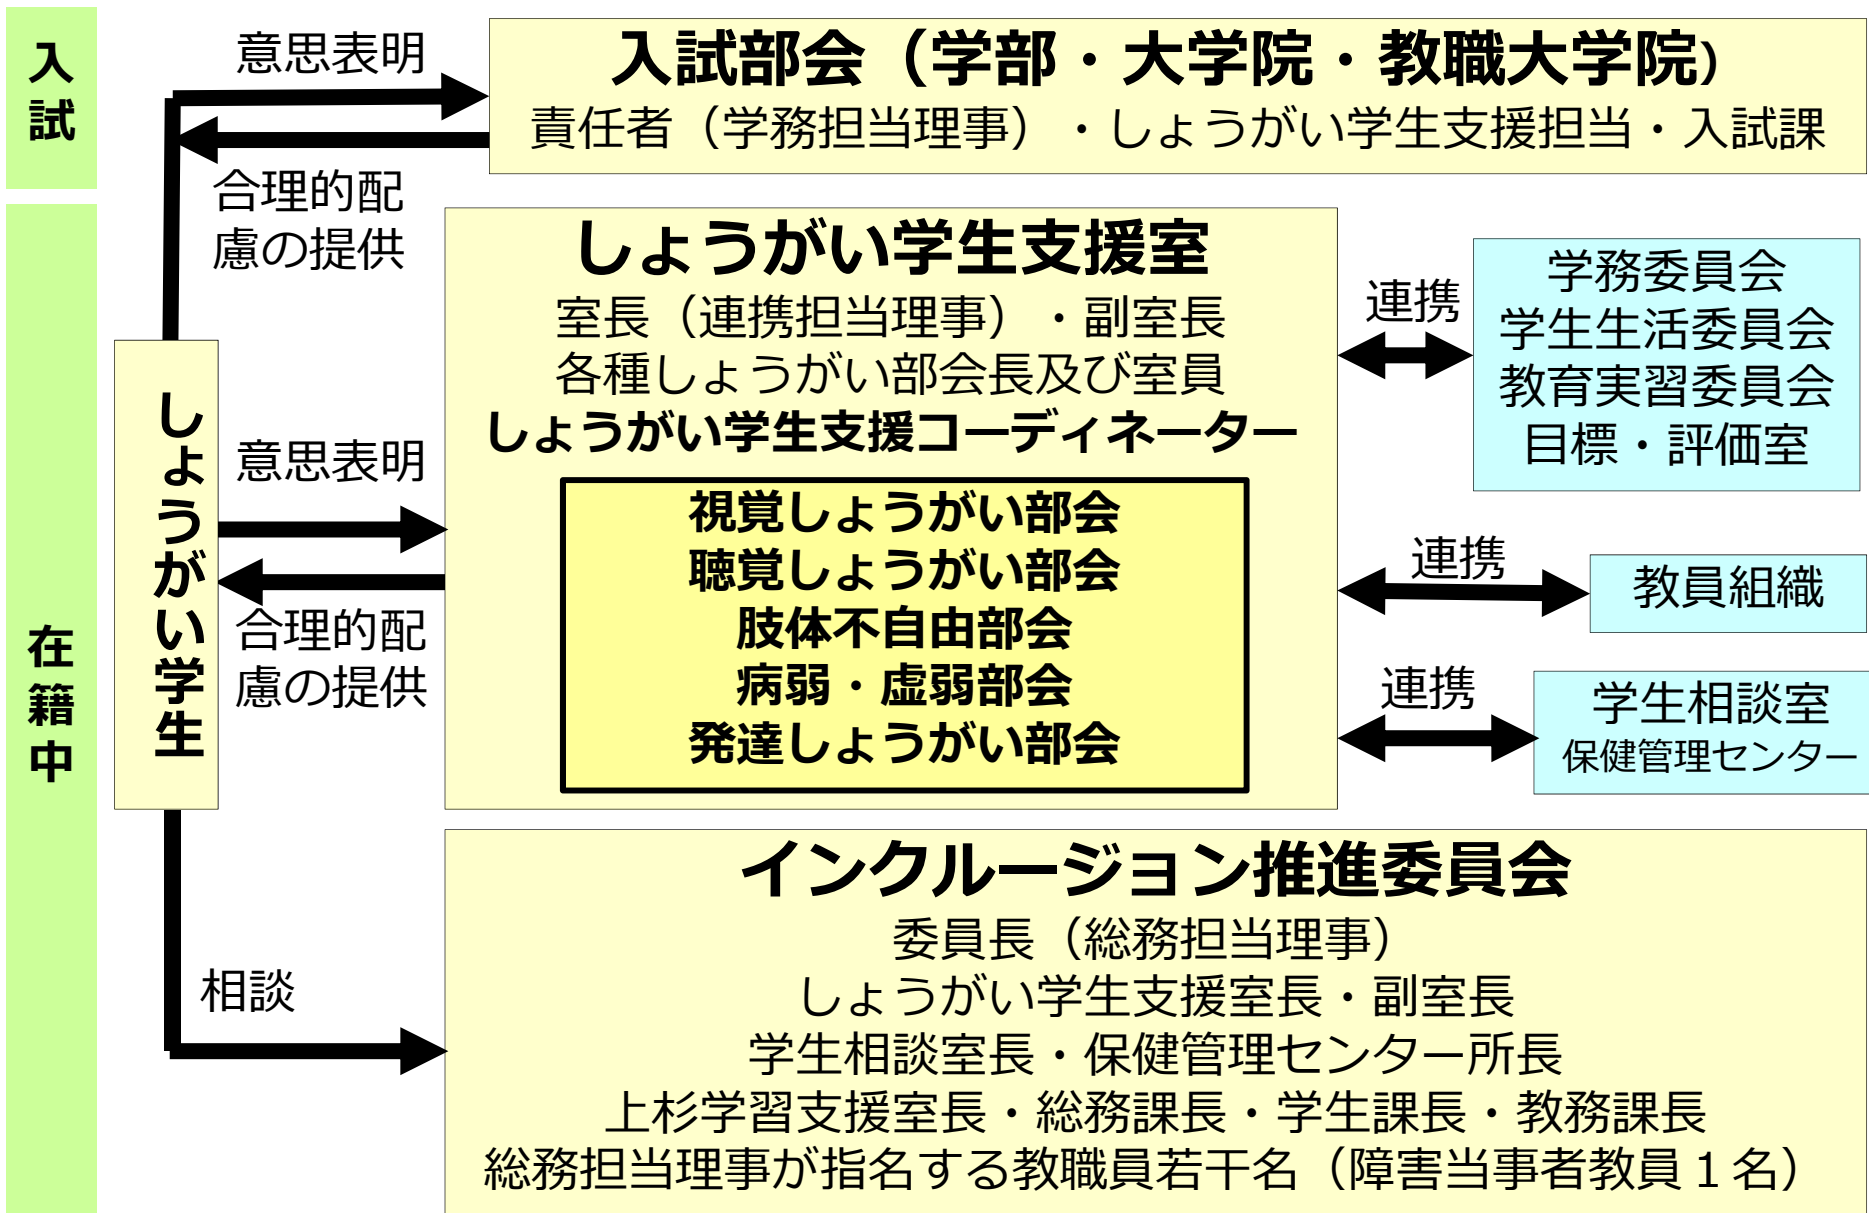 入試
意思表明
入試部会（学部・大学院・教職大学院）
責任者（学務担当理事）・しょうがい学生支援担当・入試課
合理的配
慮の提供
在籍中
しょうがい学生
意思表明
合理的配
慮の提供
しょうがい学生支援室
室長（連携担当理事）・副室長
各種しょうがい部会長及び室員
しょうがい学生支援コーディネーター
視覚しょうがい部会
聴覚しょうがい部会
肢体不自由部会
病弱・虚弱部会
発達しょうがい部会
連携
学務委員会
学生生活委員会
教育実習委員会
目標・評価室
連携
教員組織
連携
学生相談室
保健管理センター
相談
インクルージョン推進委員会
委員長（総務担当理事）
しょうがい学生支援室長・副室長
学生相談室長・保健管理センター所長
上杉学習支援室長・総務課長・学生課長・教務課長
総務担当理事が指名する教職員若干名（障害当事者教員１名）